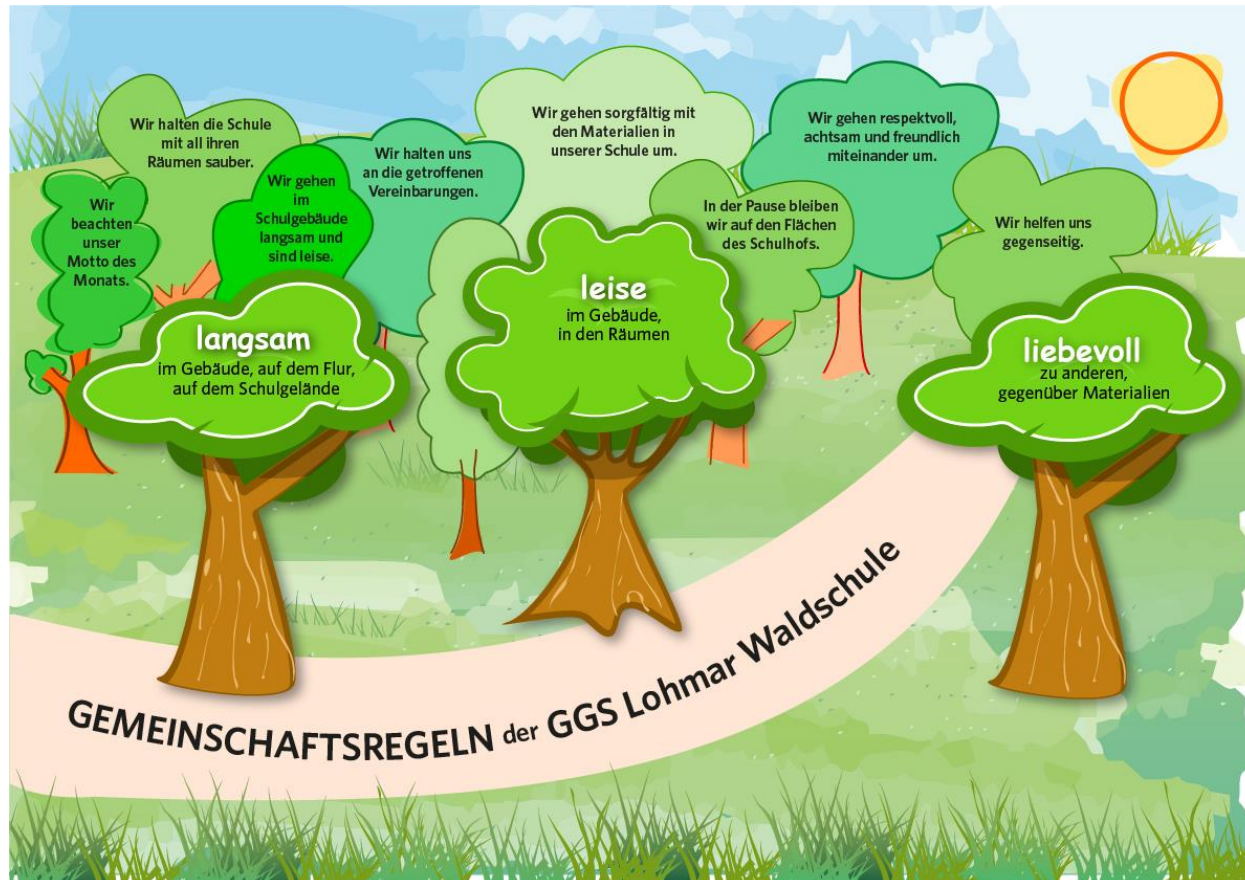 Wir halten die Schule
mit all ihren
Räumen sauber.
Wir gehen sorgfältig mit
den Materialien in
unserer Schule um.
Wir gehen respektvoll,
achtsam und freundlich
miteinander um.
Wir halten uns
an die getroffenen
Vereinbarungen.
Wir gehen
im
Schulgebäude
langsam und
sind leise.
Wir
beachten
unser
Motto des
Monats.
In der Pause bleiben
wir auf den Flächen
des Schulhofs.
Wir helfen uns
gegenseitig.
langsam
im Gebäude, auf dem Flur,
auf dem Schulgelände
leise
im Gebäude,
in den Räumen
liebevoll
zu anderen,
gegenüber Materialien
GEMEINSCHAFTSREGELN der GGS Lohmar Waldschule